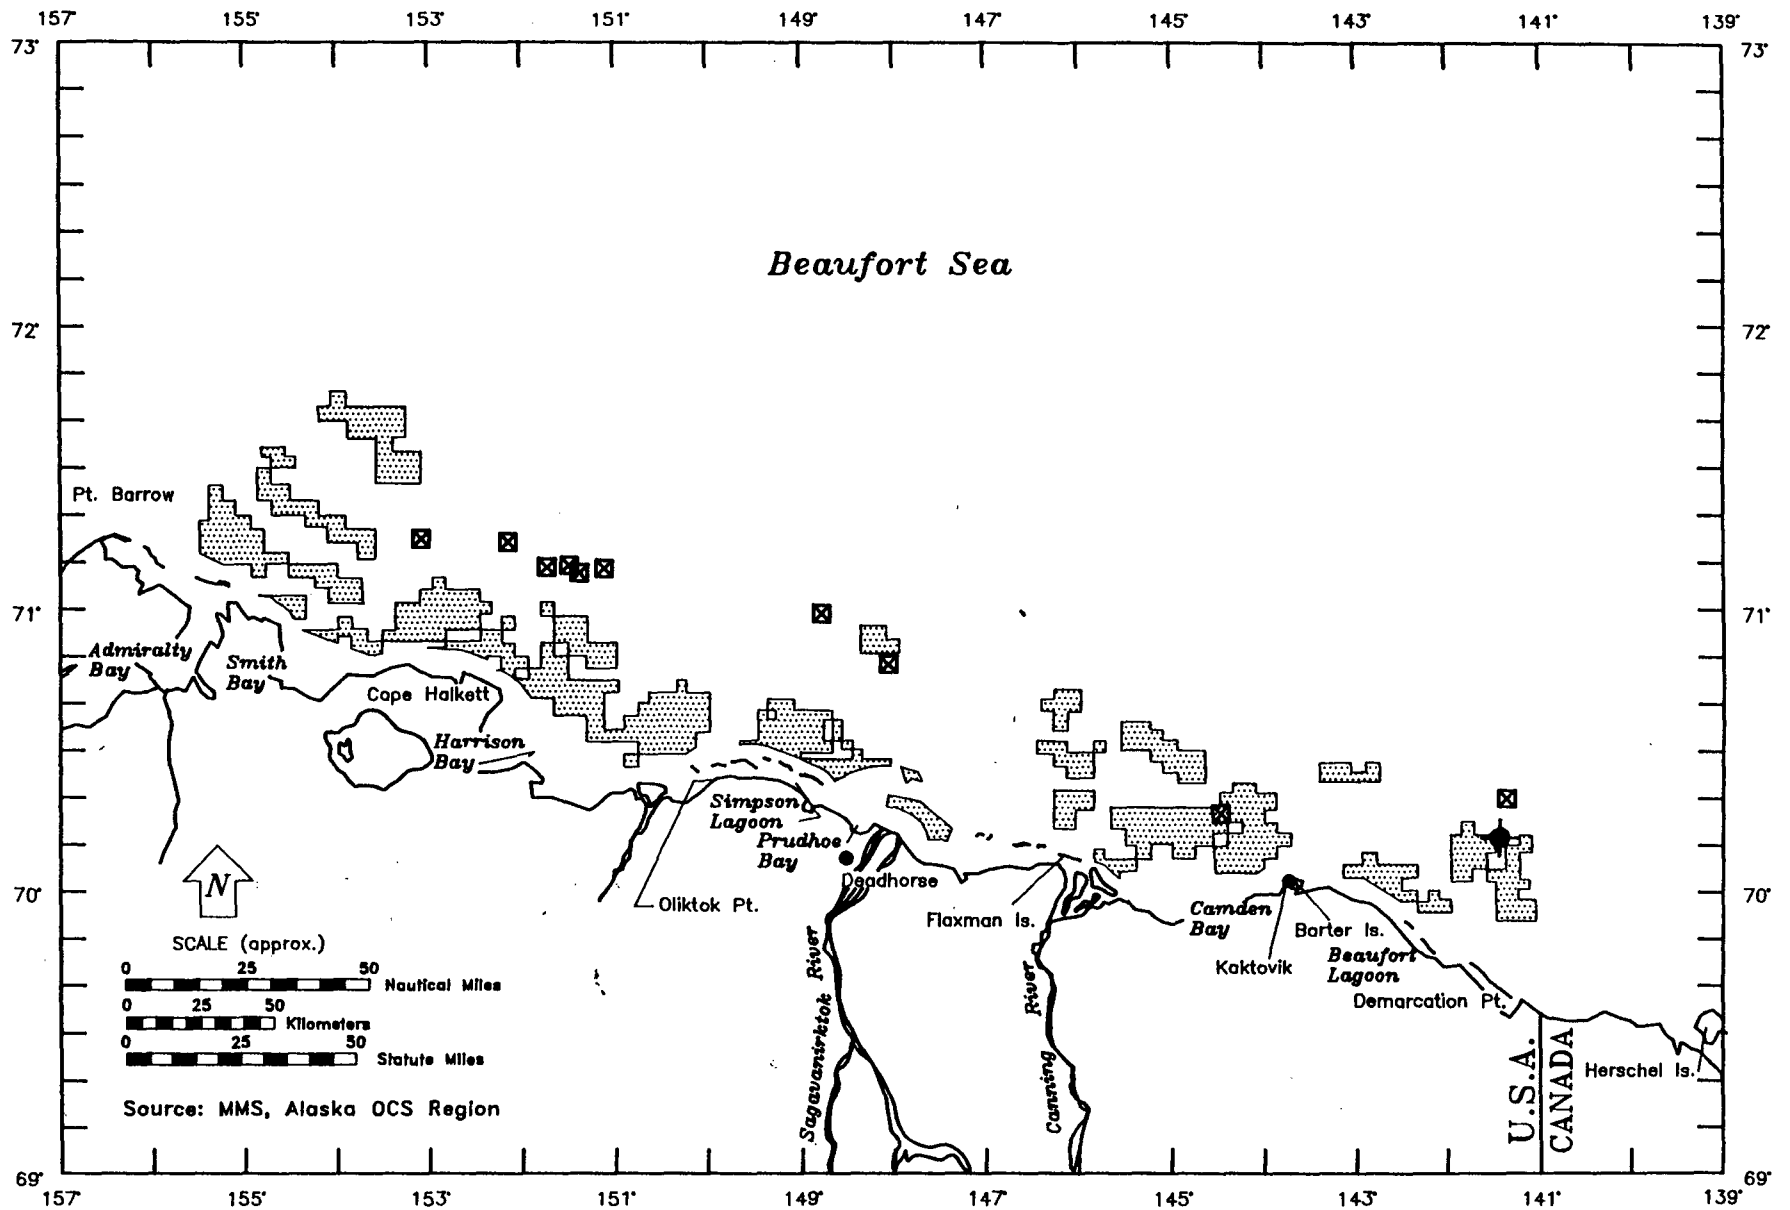 157° 155° 153° 151° 149° 147° 145° 143° 141° 139°
73° 73°
Beaufort Sea
72° 72°
Pt. Barrow
71° 71°
Admiralty
Bay
Smith
Bay
Cape Halkett
Harrison
Bay
Simpson
Lagoon
Prudhoe
Bay
Deadhorse
N
70° 70°
Oliktok Pt.
Flaxman Is.
Camden
Bay
Barter Is.
Kaktovik
Beaufort
Lagoon
Demarcation Pt.
SCALE (approx.)
0 25 50
Nautical Miles
0 25 50
Kilometers
0 25 50
Statute Miles
Sagavanirktok River
Canning River
U.S.A.
CANADA
Herschel Is.
Source: MMS, Alaska OCS Region
69° 69°
157° 155° 153° 151° 149° 147° 145° 143° 141° 139°